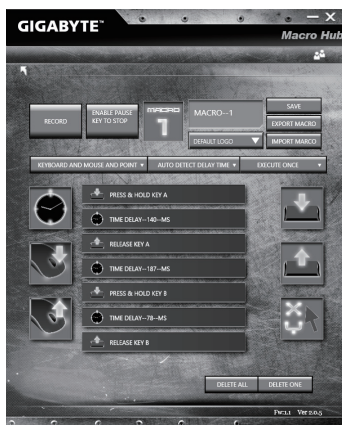 GIGABYTE™
Macro Hub
RECORD
ENABLE PAUSE
KEY TO STOP
MACRO
1
MACRO--1
DEFAULT LOGO
SAVE
EXPORT MACRO
IMPORT MARCO
KEYBOARD AND MOUSE AND POINT
AUTO DETECT DELAY TIME
EXECUTE ONCE
PRESS & HOLD KEY A
TIME DELAY--140--MS
RELEASE KEY A
TIME DELAY--187--MS
PRESS & HOLD KEY B
TIME DELAY--78--MS
RELEASE KEY B
DELETE ALL
DELETE ONE
Fw:1.1 Ver 2.0.5